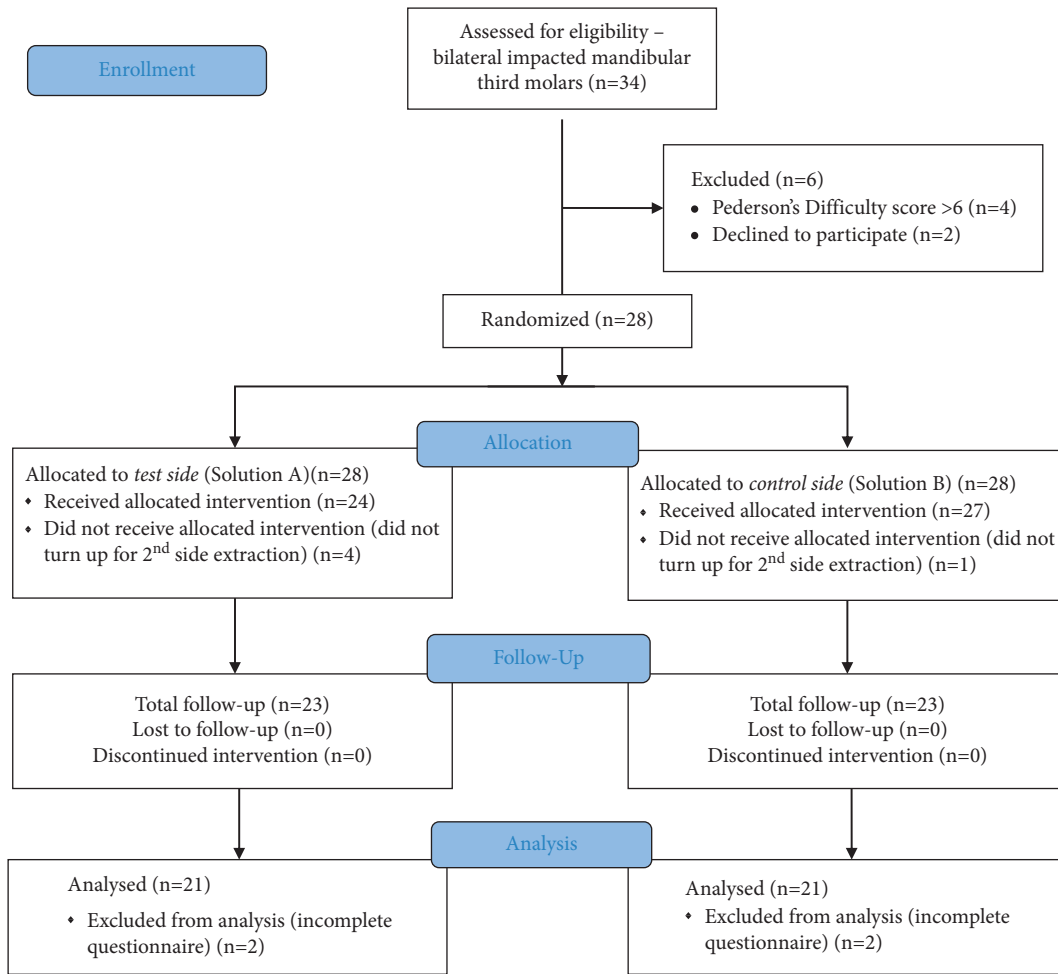 Enrollment
Assessed for eligibility –
bilateral impacted mandibular
third molars (n=34)
Excluded (n=6)
• Pederson's Difficulty score >6 (n=4)
• Declined to participate (n=2)
Randomized (n=28)
Allocation
Allocated to test side (Solution A)(n=28)
◆ Received allocated intervention (n=24)
◆ Did not receive allocated intervention (did not
turn up for 2nd side extraction) (n=4)
Allocated to control side (Solution B) (n=28)
◆ Received allocated intervention (n=27)
◆ Did not receive allocated intervention (did not
turn up for 2nd side extraction) (n=1)
Follow-Up
Total follow-up (n=23)
Lost to follow-up (n=0)
Discontinued intervention (n=0)
Total follow-up (n=23)
Lost to follow-up (n=0)
Discontinued intervention (n=0)
Analysis
Analysed (n=21)
◆ Excluded from analysis (incomplete
questionnaire) (n=2)
Analysed (n=21)
◆ Excluded from analysis (incomplete
questionnaire) (n=2)